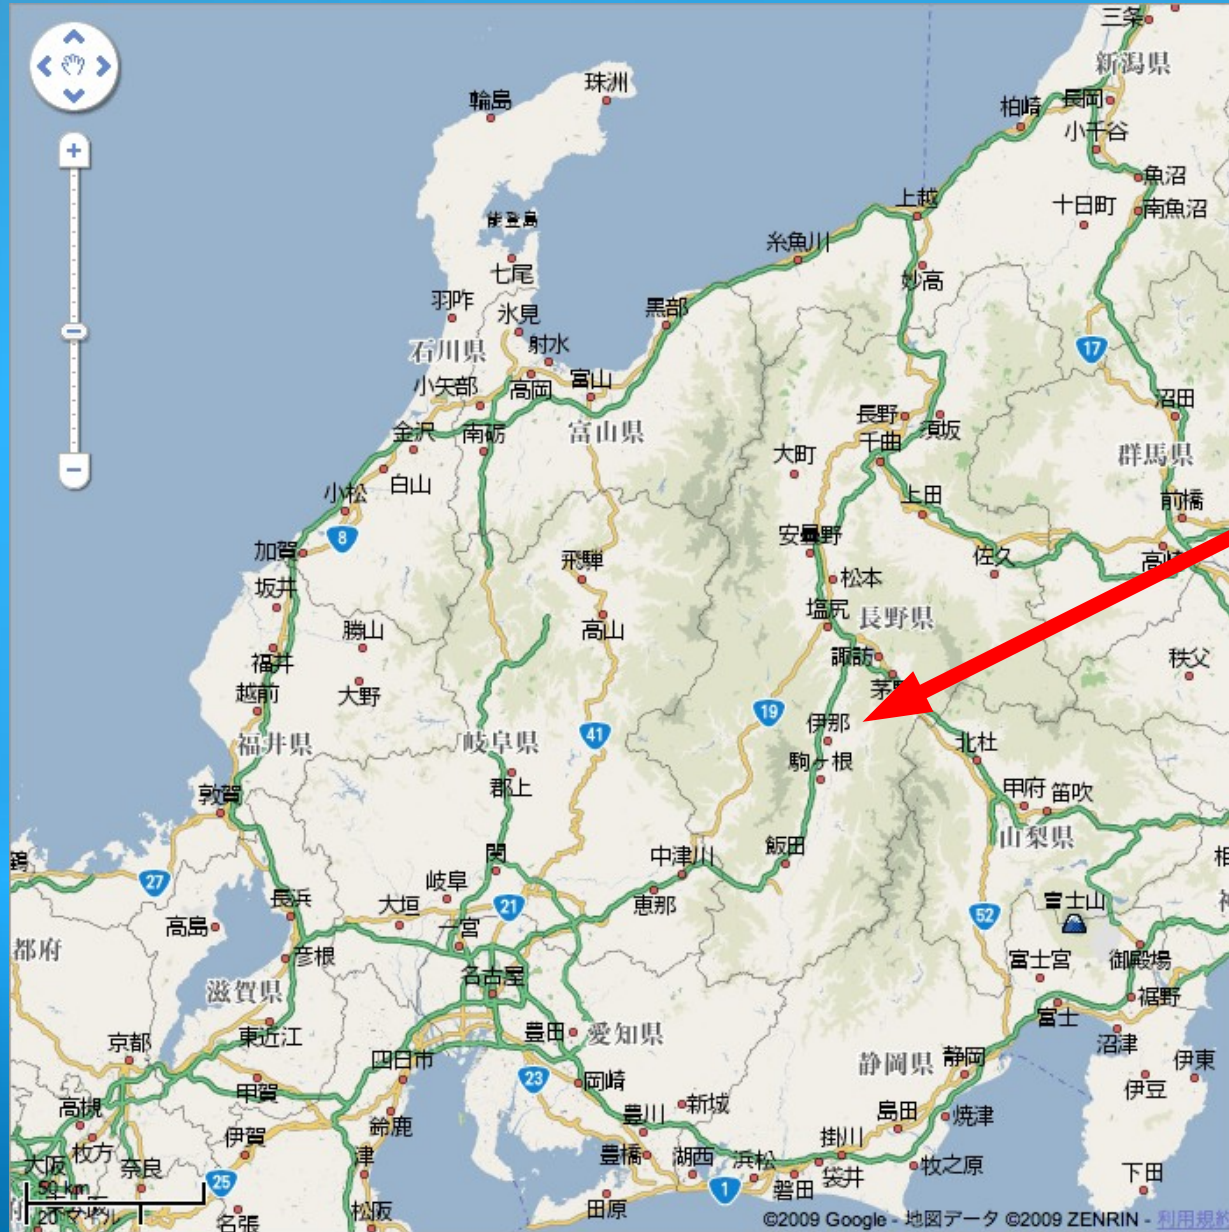 三条
新潟県
珠洲
輪島
柏崎
長岡
小千谷
魚沼
上越
十日町
南魚沼
能登島
糸魚川
七尾
妙高
羽咋
氷見
黒部
石川県
射水
17
小矢部
高岡
富山
沼田
長野
金沢
南砺
富山県
千曲
須坂
大町
群馬県
白山
小松
上田
前橋
8
安曇野
加賀
飛騨
佐久
坂井
松本
塩尻
勝山
高山
長野県
福井
諏訪
秩父
越前
大野
19
伊那
41
福井県
岐阜県
北杜
駒ヶ根
敦賀
郡上
甲府
笛吹
山梨県
関
中津川
飯田
27
岐阜
長浜
大垣
21
恵那
富士山
高島
一宮
52
都府
彦根
富士宮
御殿場
名古屋
滋賀県
裾野
東近江
豊田
愛知県
富士
京都
四日市
静岡県
静岡
沼津
伊東
甲賀
23
岡崎
伊豆
高槻
新城
島田
焼津
鈴鹿
豊川
枚方
伊賀
掛川
大阪
奈良
津
豊橋
湖西
浜松
袋井
牧之原
下田
50 km
25
1
磐田
20 マイル
名張
松阪
田原
©2009 Google - 地図データ ©2009 ZENRIN - 利用規約